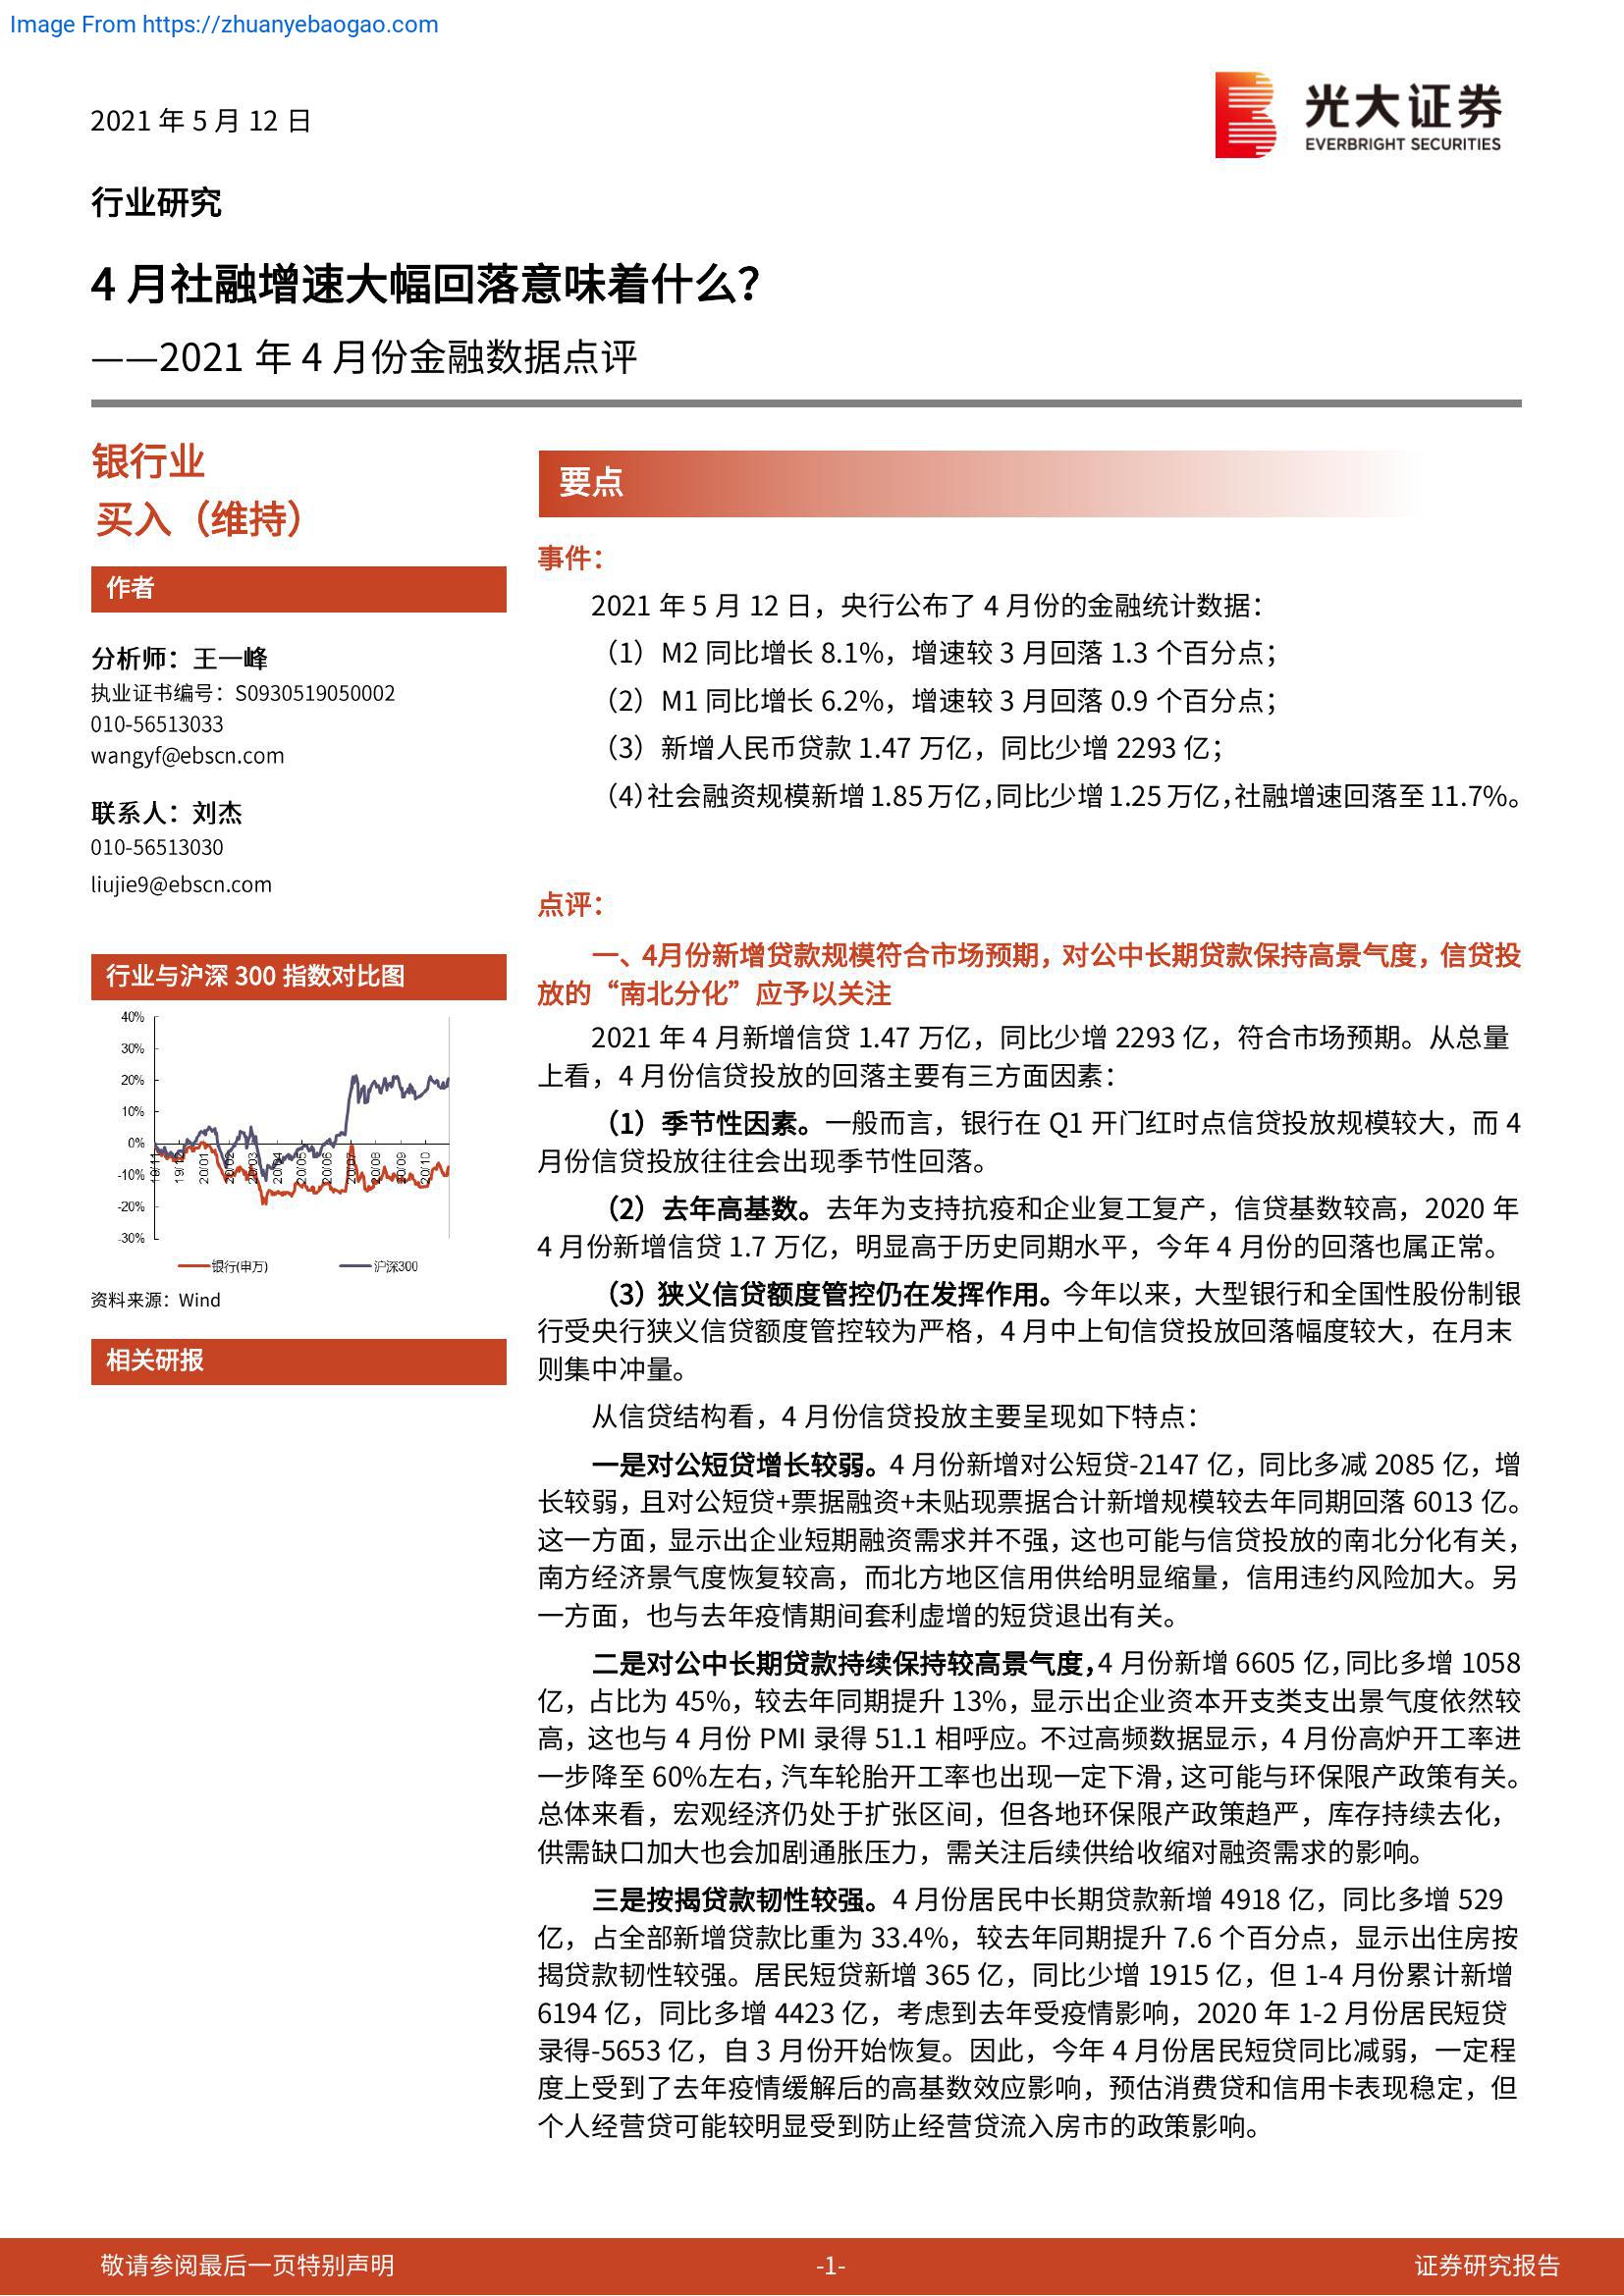 Image From https://zhuanyebaogao.com
2021 年 5 月 12 日
光大证券
EVERBRIGHT SECURITIES
行业研究
4 月社融增速大幅回落意味着什么？
——2021 年 4 月份金融数据点评
银行业
买入（维持）
作者
分析师：王一峰
执业证书编号：S0930519050002
010-56513033
wangyf@ebscn.com
联系人：刘杰
010-56513030
liujie9@ebscn.com
行业与沪深 300 指数对比图
40%
30%
20%
10%
0%
-10%
-20%
-30%
19/12 20/01 20/02 20/03 20/04 20/05 20/06 20/07 20/08 20/09 20/10
银行(申万) 沪深300
资料来源：Wind
相关研报
要点
事件：
2021 年 5 月 12 日，央行公布了 4 月份的金融统计数据：
（1）M2 同比增长 8.1%，增速较 3 月回落 1.3 个百分点；
（2）M1 同比增长 6.2%，增速较 3 月回落 0.9 个百分点；
（3）新增人民币贷款 1.47 万亿，同比少增 2293 亿；
（4）社会融资规模新增 1.85 万亿，同比少增 1.25 万亿，社融增速回落至 11.7%。
点评：
一、4月份新增贷款规模符合市场预期，对公中长期贷款保持高景气度，信贷投
放的“南北分化”应予以关注
2021 年 4 月新增信贷 1.47 万亿，同比少增 2293 亿，符合市场预期。从总量
上看，4 月份信贷投放的回落主要有三方面因素：
（1）季节性因素。一般而言，银行在 Q1 开门红时点信贷投放规模较大，而 4
月份信贷投放往往会出现季节性回落。
（2）去年高基数。去年为支持抗疫和企业复工复产，信贷基数较高，2020 年
4 月份新增信贷 1.7 万亿，明显高于历史同期水平，今年 4 月份的回落也属正常。
（3）狭义信贷额度管控仍在发挥作用。今年以来，大型银行和全国性股份制银
行受央行狭义信贷额度管控较为严格，4 月中上旬信贷投放回落幅度较大，在月末
则集中冲量。
从信贷结构看，4 月份信贷投放主要呈现如下特点：
一是对公短贷增长较弱。4 月份新增对公短贷-2147 亿，同比多减 2085 亿，增
长较弱，且对公短贷+票据融资+未贴现票据合计新增规模较去年同期回落 6013 亿。
这一方面，显示出企业短期融资需求并不强，这也可能与信贷投放的南北分化有关，
南方经济景气度恢复较高，而北方地区信用供给明显缩量，信用违约风险加大。另
一方面，也与去年疫情期间套利虚增的短贷退出有关。
二是对公中长期贷款持续保持较高景气度，4 月份新增 6605 亿，同比多增 1058
亿，占比为 45%，较去年同期提升 13%，显示出企业资本开支类支出景气度依然较
高，这也与 4 月份 PMI 录得 51.1 相呼应。不过高频数据显示，4 月份高炉开工率进
一步降至 60%左右，汽车轮胎开工率也出现一定下滑，这可能与环保限产政策有关。
总体来看，宏观经济仍处于扩张区间，但各地环保限产政策趋严，库存持续去化，
供需缺口加大也会加剧通胀压力，需关注后续供给收缩对融资需求的影响。
三是按揭贷款韧性较强。4 月份居民中长期贷款新增 4918 亿，同比多增 529
亿，占全部新增贷款比重为 33.4%，较去年同期提升 7.6 个百分点，显示出住房按
揭贷款韧性较强。居民短贷新增 365 亿，同比少增 1915 亿，但 1-4 月份累计新增
6194 亿，同比多增 4423 亿，考虑到去年受疫情影响，2020 年 1-2 月份居民短贷
录得-5653 亿，自 3 月份开始恢复。因此，今年 4 月份居民短贷同比减弱，一定程
度上受到了去年疫情缓解后的高基数效应影响，预估消费贷和信用卡表现稳定，但
个人经营贷可能较明显受到防止经营贷流入房市的政策影响。
敬请参阅最后一页特别声明
-1-
证券研究报告